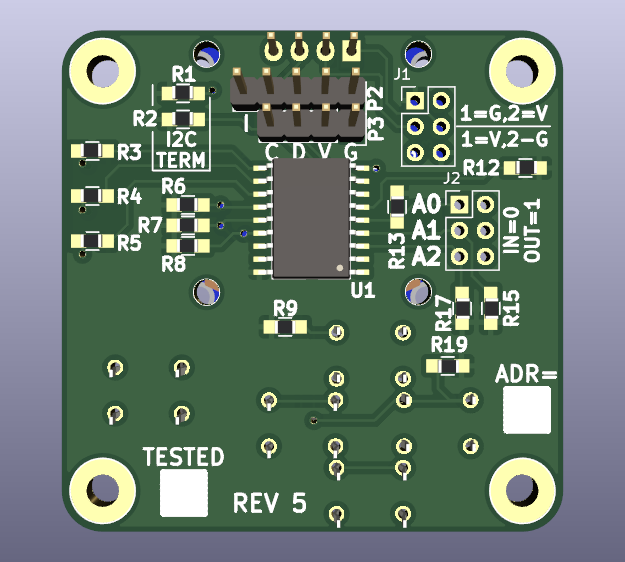 J1
R1
P2
1=G,2=V
R2
I
P3
1=V,2-G
I2C
TERM
R3
C D V G
R12
J2
R6
R4
A0
IN=0
OUT=1
R7
A1
R5
R13
R8
A2
U1
R9
R17
R15
R19
ADR=
TESTED
REV 5